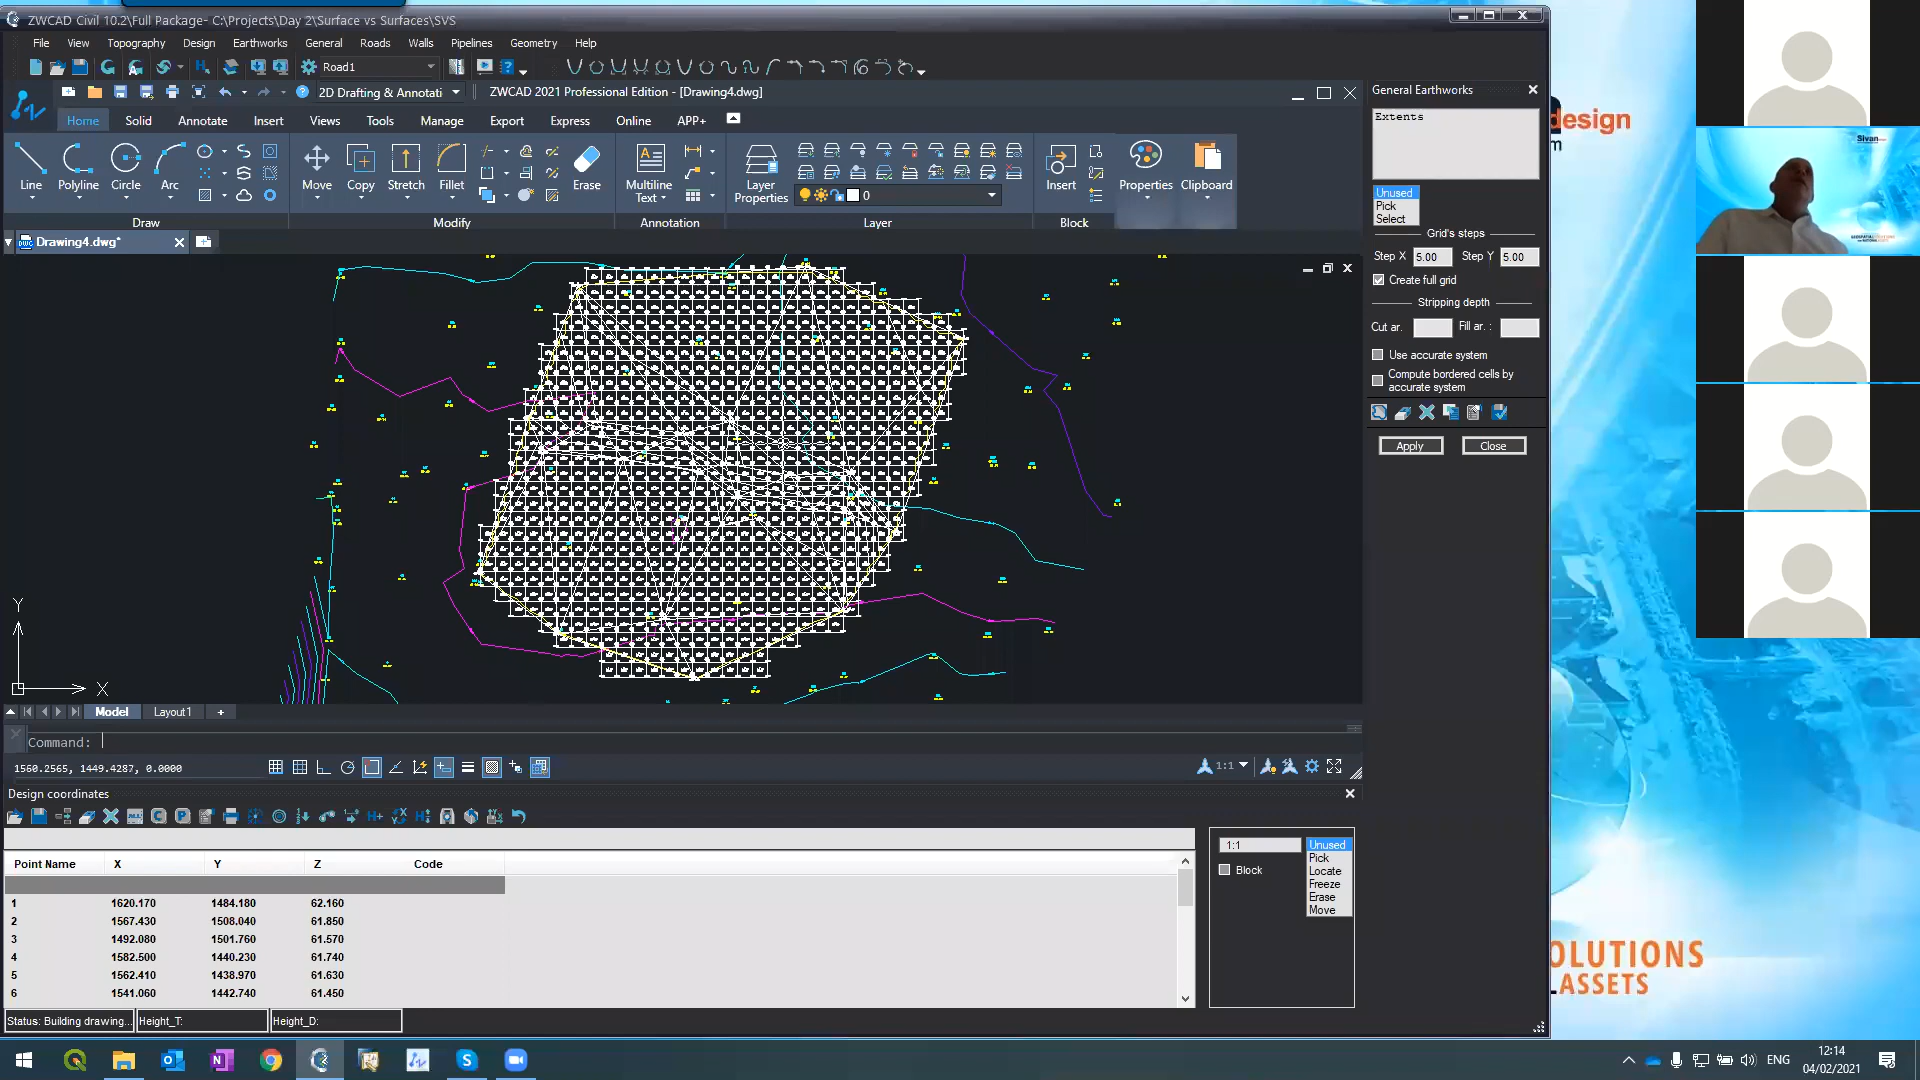 ZWCAD Civil 10.2\Full Package- C:\Projects\Day 2\Surface vs Surfaces\SVS
File View Topography Design Earthworks General Roads Walls Pipelines Geometry Help
Road1
2D Drafting & Annotati
ZWCAD 2021 Professional Edition - [Drawing4.dwg]
Home Solid Annotate Insert Views Tools Manage Export Express Online APP+
Line Polyline Circle Arc
Move Copy Stretch Fillet Erase
Multiline Text
Layer Properties
0
Insert
Properties Clipboard
Draw Modify Annotation Layer Block
Drawing4.dwg*
General Earthworks
Extents
Unused
Pick
Select
Grid's steps
Step X 5.00 Step Y 5.00
Create full grid
Stripping depth
Cut ar. Fill ar. :
Use accurate system
Compute bordered cells by
accurate system
Apply Close
Y
X
Model Layout1 +
Command:
1560.2565, 1449.4287, 0.0000
1:1
Design coordinates
Point Name X Y Z Code
1 1620.170 1484.180 62.160
2 1567.430 1508.040 61.850
3 1492.080 1501.760 61.570
4 1582.500 1440.230 61.740
5 1562.410 1438.970 61.630
6 1541.060 1442.740 61.450
1:1
Block
Unused
Pick
Locate
Freeze
Erase
Move
Status: Building drawing... Height_T: Height_D:
design
m
Sivan
OLUTIONS
ASSETS
ENG
12:14
04/02/2021